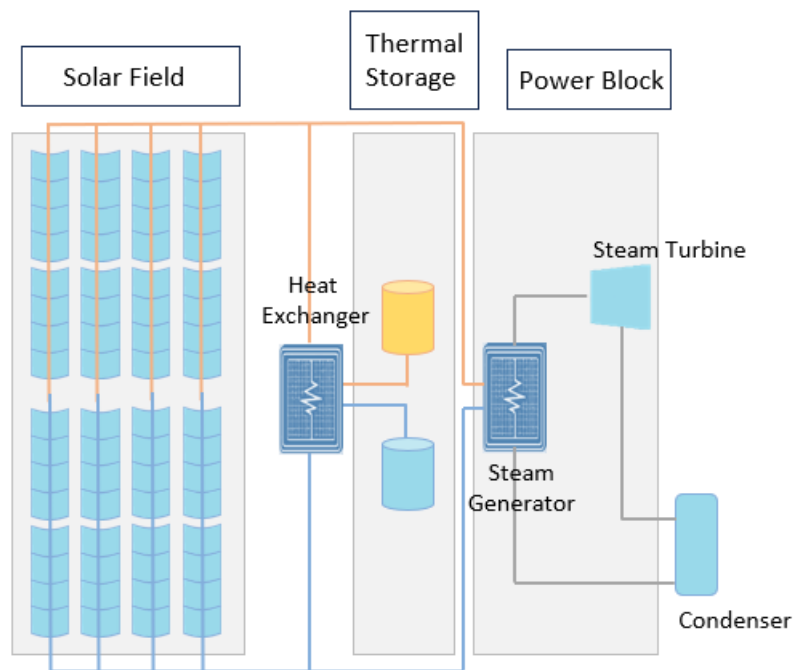 Solar Field
Thermal
Storage
Power Block
Steam Turbine
Heat
Exchanger
Steam
Generator
Condenser